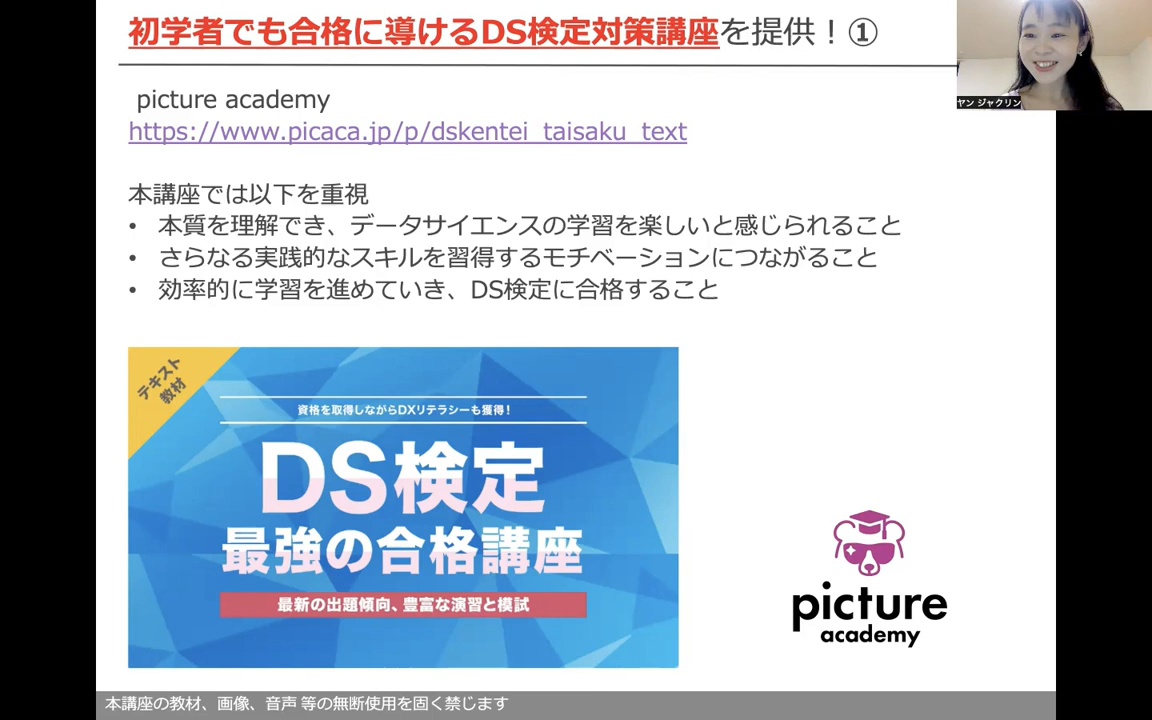 初学者でも合格に導けるDS検定対策講座を提供！①
ヤン ジャクリン
picture academy
https://www.picaca.jp/p/dskentei_taisaku_text
本講座では以下を重視
• 本質を理解でき、データサイエンスの学習を楽しいと感じられること
• さらなる実践的なスキルを習得するモチベーションにつながること
• 効率的に学習を進めていき、DS検定に合格すること
テキスト
教材
資格を取得しながらDXリテラシーも獲得！
DS検定
最強の合格講座
最新の出題傾向、豊富な演習と模試
picture
academy
本講座の教材、画像、音声 等の無断使用を固く禁じます